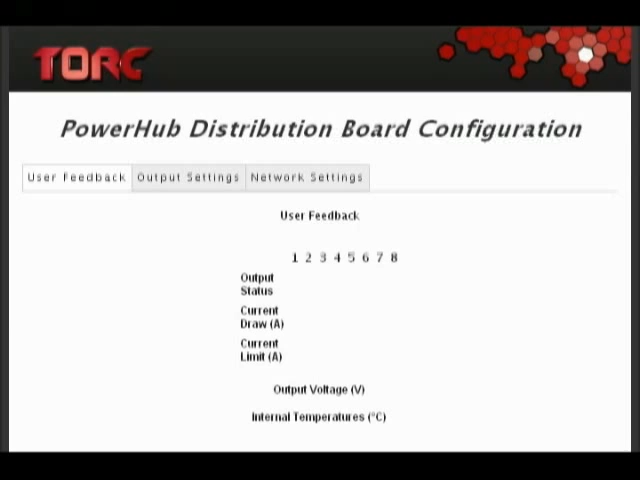 TORC
PowerHub Distribution Board Configuration
User Feedback Output Settings Network Settings
User Feedback
1 2 3 4 5 6 7 8
Output
Status
Current
Draw (A)
Current
Limit (A)
Output Voltage (V)
Internal Temperatures (°C)